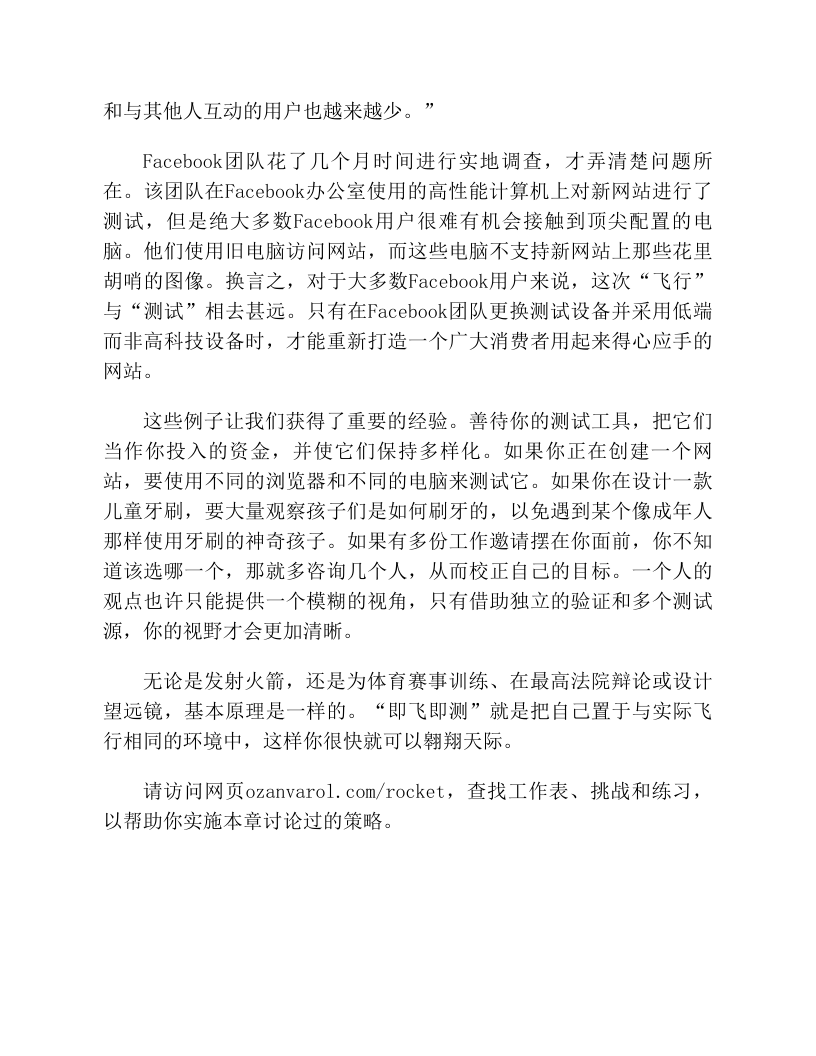 和与其他人互动的用户也越来越少。”
Facebook团队花了几个月时间进行实地调查，才弄清楚问题所
在。该团队在Facebook办公室使用的高性能计算机上对新网站进行了
测试，但是绝大多数Facebook用户很难有机会接触到顶尖配置的电
脑。他们使用旧电脑访问网站，而这些电脑不支持新网站上那些花里
胡哨的图像。换言之，对于大多数Facebook用户来说，这次“飞行”
与“测试”相去甚远。只有在Facebook团队更换测试设备并采用低端
而非高科技设备时，才能重新打造一个广大消费者用起来得心应手的
网站。
这些例子让我们获得了重要的经验。善待你的测试工具，把它们
当作你投入的资金，并使它们保持多样化。如果你正在创建一个网
站，要使用不同的浏览器和不同的电脑来测试它。如果你在设计一款
儿童牙刷，要大量观察孩子们是如何刷牙的，以免遇到某个像成年人
那样使用牙刷的神奇孩子。如果有多份工作邀请摆在你面前，你不知
道该选哪一个，那就多咨询几个人，从而校正自己的目标。一个人的
观点也许只能提供一个模糊的视角，只有借助独立的验证和多个测试
源，你的视野才会更加清晰。
无论是发射火箭，还是为体育赛事训练、在最高法院辩论或设计
望远镜，基本原理是一样的。“即飞即测”就是把自己置于与实际飞
行相同的环境中，这样你很快就可以翱翔天际。
请访问网页ozanvarol.com/rocket，查找工作表、挑战和练习，
以帮助你实施本章讨论过的策略。